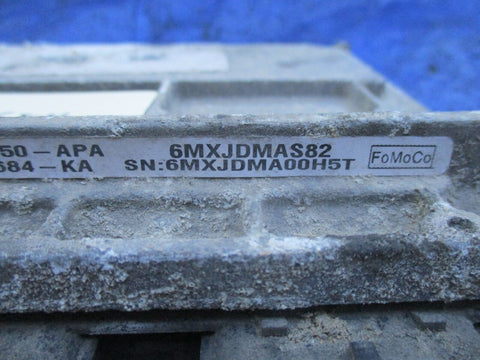 50-APA 6MXJDMAS82
684-KA SN:6MXJDMA00H5T FoMoCo